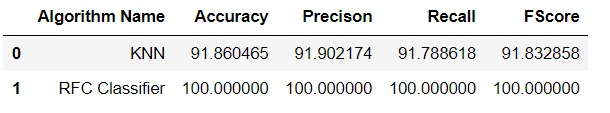 Algorithm Name Accuracy Precison Recall FScore
0 KNN 91.860465 91.902174 91.788618 91.832858
1 RFC Classifier 100.000000 100.000000 100.000000 100.000000